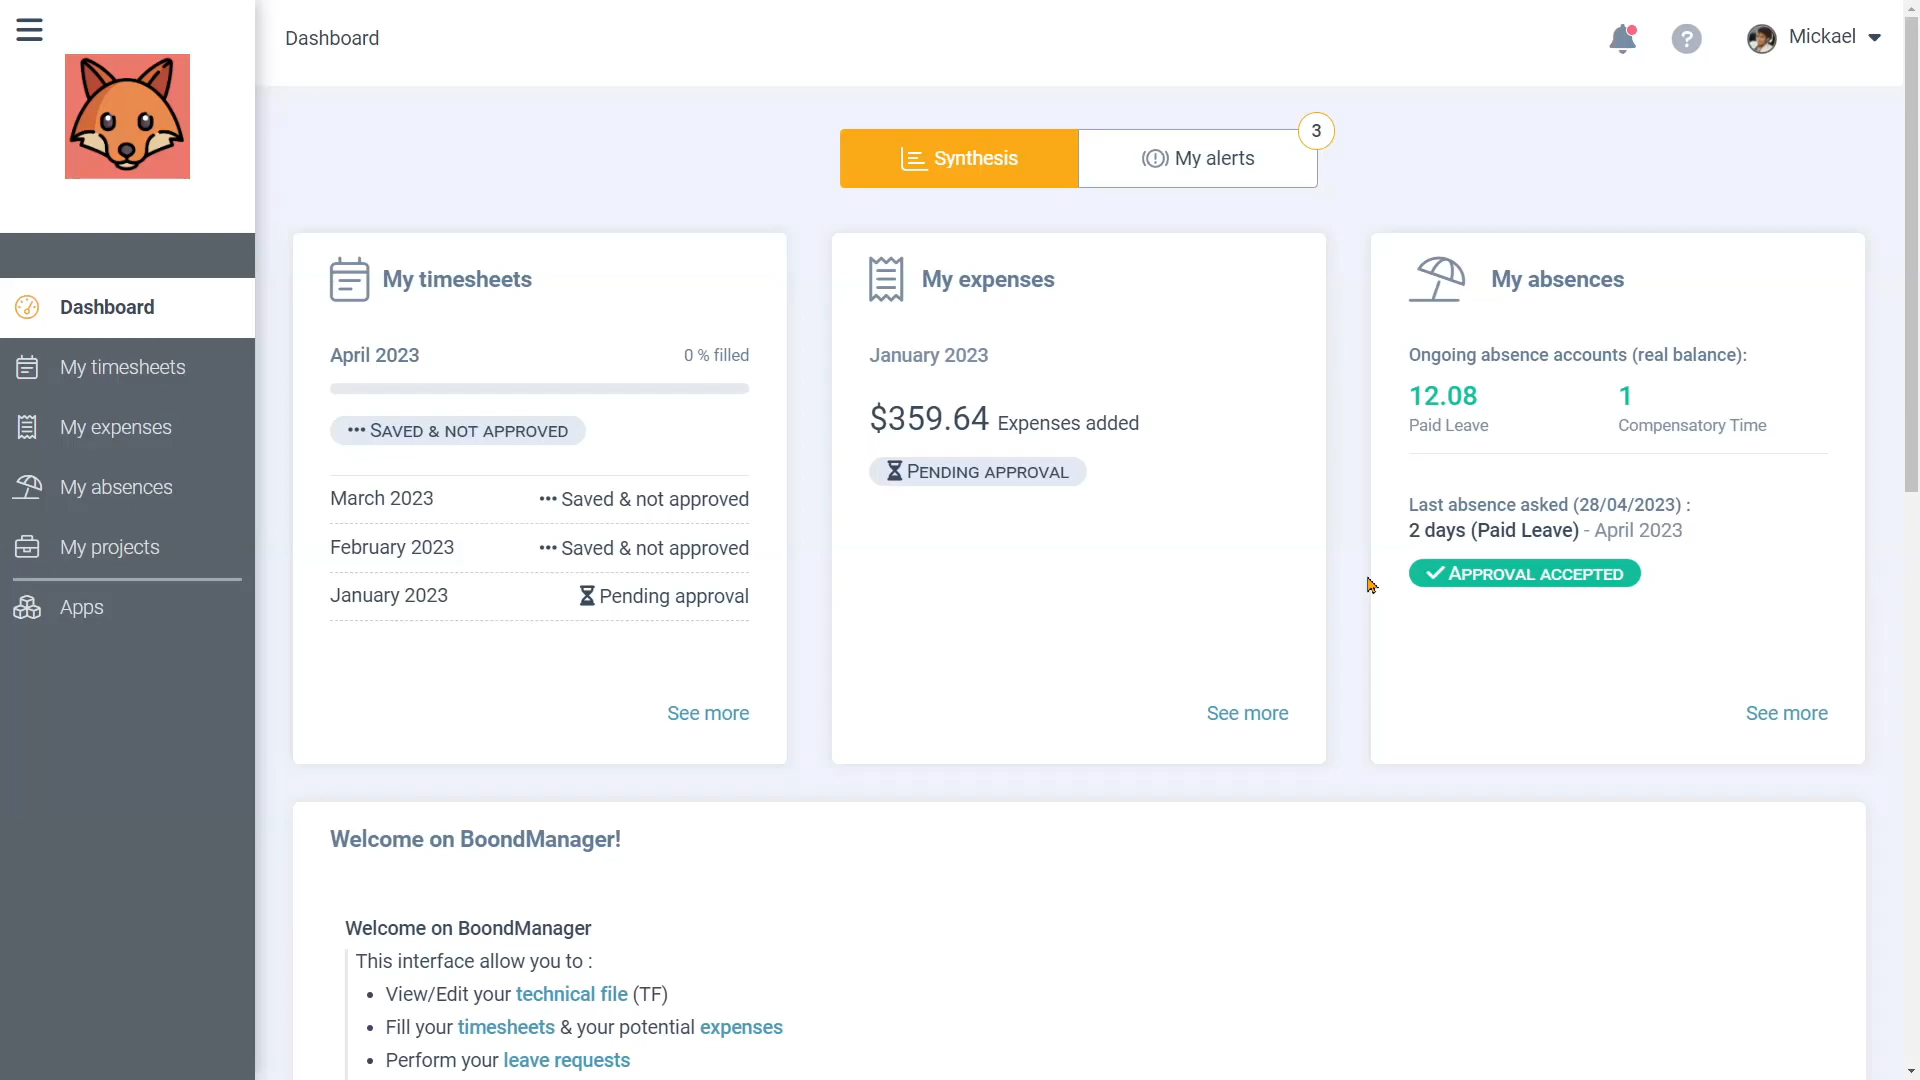 Dashboard
Mickael
Synthesis
My alerts
3
Dashboard
My timesheets
My expenses
My absences
My projects
Apps
My timesheets
April 2023
0 % filled
••• SAVED & NOT APPROVED
March 2023 ••• Saved & not approved
February 2023 ••• Saved & not approved
January 2023 Pending approval
See more
My expenses
January 2023
$359.64 Expenses added
PENDING APPROVAL
See more
My absences
Ongoing absence accounts (real balance):
12.08 1
Paid Leave Compensatory Time
Last absence asked (28/04/2023) :
2 days (Paid Leave) - April 2023
APPROVAL ACCEPTED
See more
Welcome on BoondManager!
Welcome on BoondManager
This interface allow you to :
• View/Edit your technical file (TF)
• Fill your timesheets & your potential expenses
• Perform your leave requests